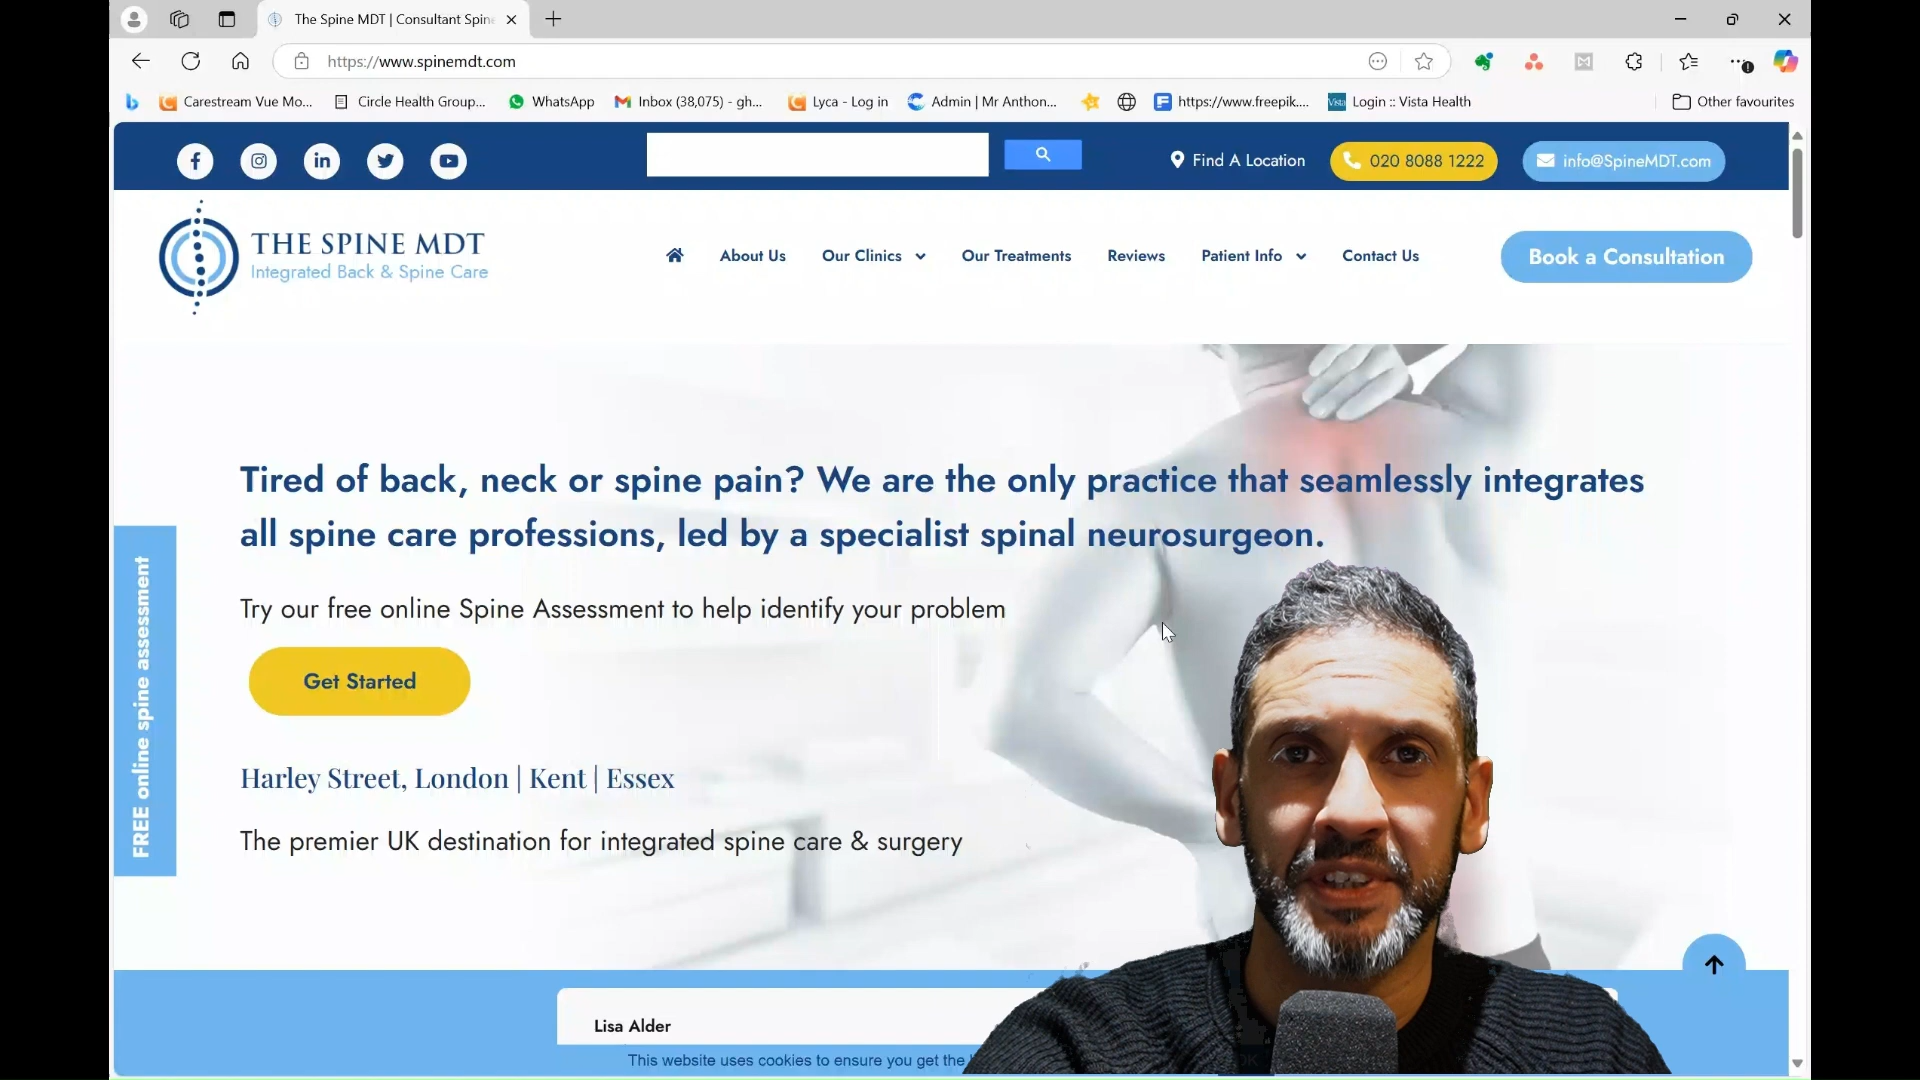 The Spine MDT | Consultant Spin
https://www.spinemdt.com
Carestream Vue Mo...
Circle Health Group...
WhatsApp
Inbox (38,075) - gh...
Lyca - Log in
Admin | Mr Anthon...
https://www.freepik....
Login :: Vista Health
Other favourites
Find A Location
020 8088 1222
info@SpineMDT.com
THE SPINE MDT
Integrated Back & Spine Care
About Us
Our Clinics
Our Treatments
Reviews
Patient Info
Contact Us
Book a Consultation
Tired of back, neck or spine pain? We are the only practice that seamlessly integrates
all spine care professions, led by a specialist spinal neurosurgeon.
Try our free online Spine Assessment to help identify your problem
Get Started
FREE online spine assessment
Harley Street, London | Kent | Essex
The premier UK destination for integrated spine care & surgery
Lisa Alder
This website uses cookies to ensure you get the